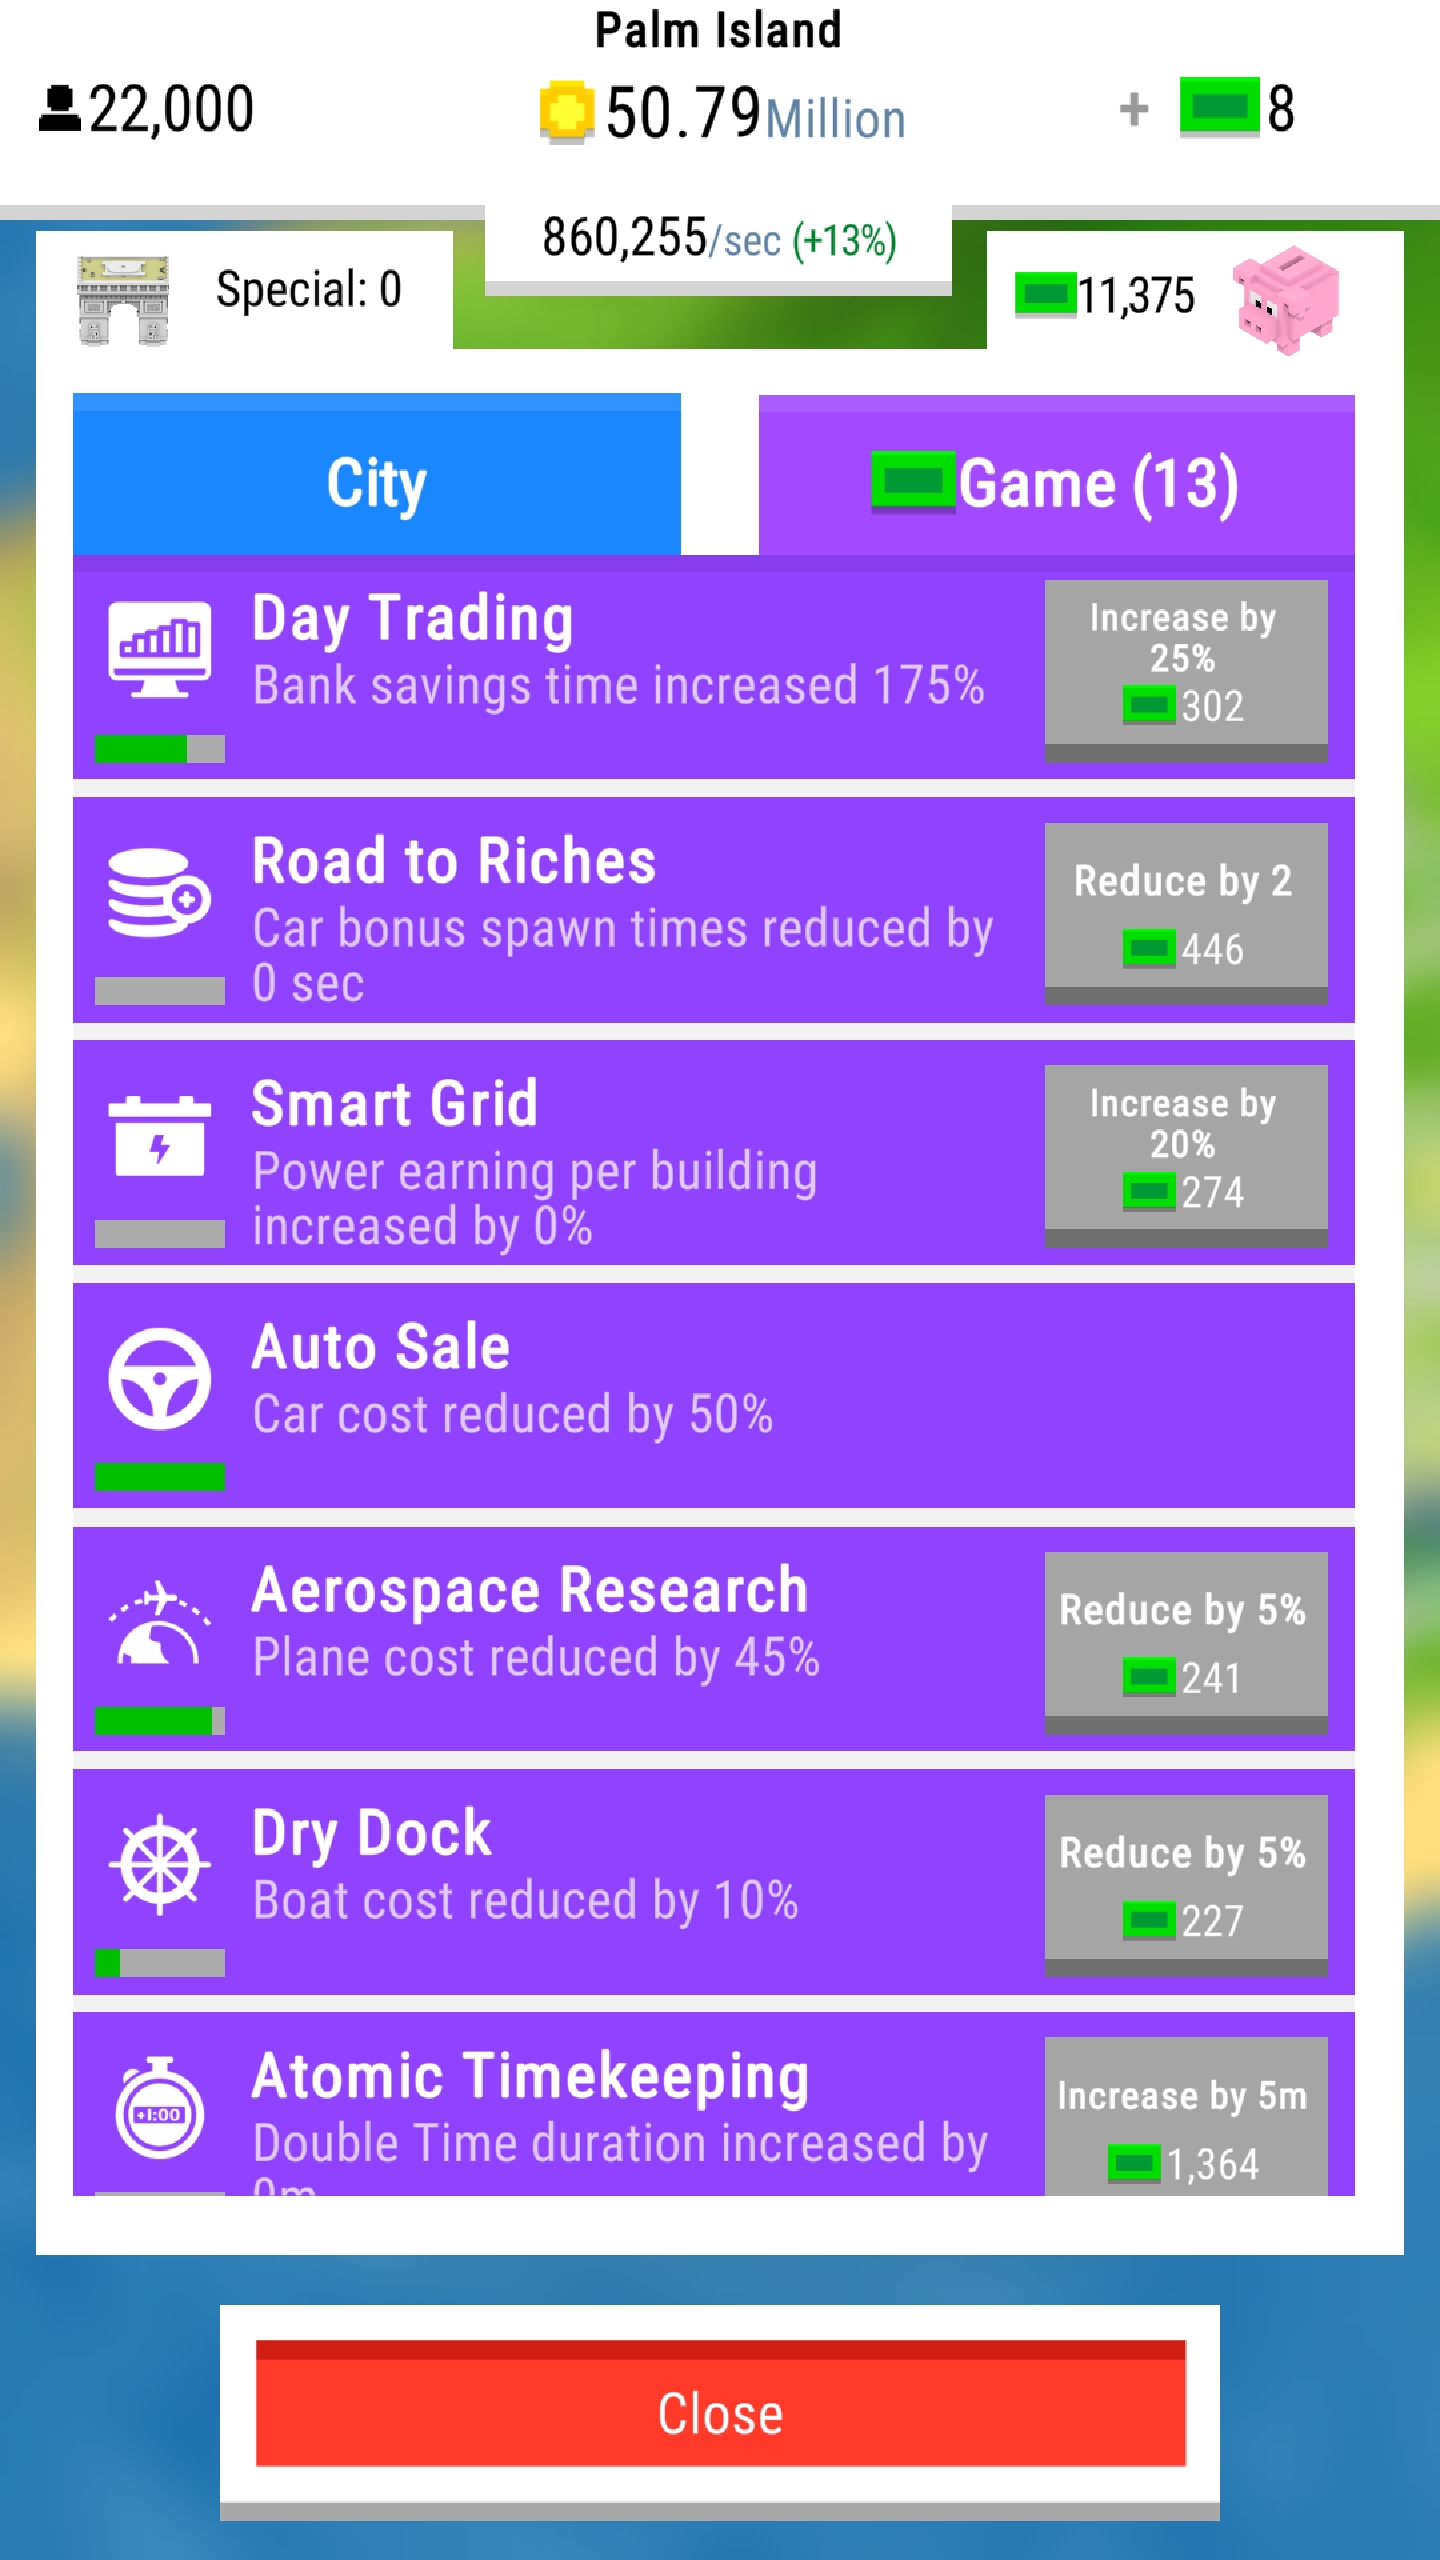 Palm Island
22,000
50.79Million
+ 8
860,255/sec (+13%)
Special: 0
11,375
City
Game (13)
Day Trading
Bank savings time increased 175%
Increase by
25%
302
Road to Riches
Car bonus spawn times reduced by
0 sec
Reduce by 2
446
Smart Grid
Power earning per building
increased by 0%
Increase by
20%
274
Auto Sale
Car cost reduced by 50%
Aerospace Research
Plane cost reduced by 45%
Reduce by 5%
241
Dry Dock
Boat cost reduced by 10%
Reduce by 5%
227
Atomic Timekeeping
+1:00
Double Time duration increased by
0m
Increase by 5m
1,364
Close